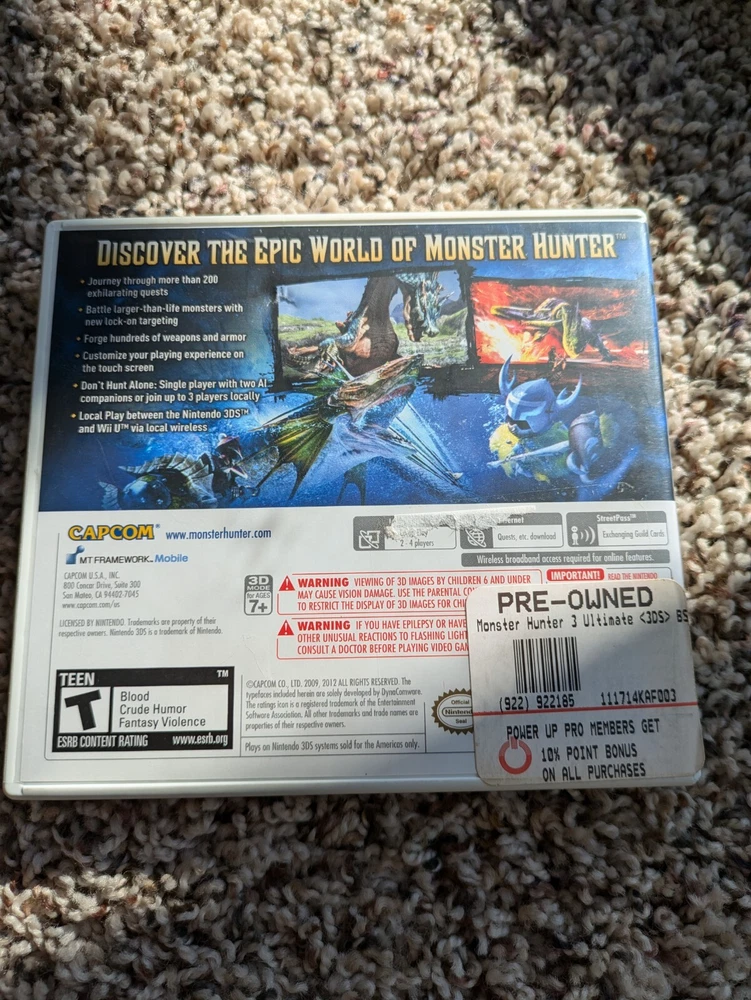 DISCOVER THE EPIC WORLD OF MONSTER HUNTER™
• Journey through more than 200
exhilarating quests
• Battle larger-than-life monsters with
new lock-on targeting
• Forge hundreds of weapons and armor
• Customize your playing experience on
the touch screen
• Don't Hunt Alone: Single player with two AI
companions or join up to 3 players locally
• Local Play between the Nintendo 3DS™
and Wii U™ via local wireless
CAPCOM® www.monsterhunter.com
MT FRAMEWORK Mobile
CAPCOM U.S.A., INC.
800 Concar Drive, Suite 300
San Mateo, CA 94402-7045
www.capcom.com/us
LICENSED BY NINTENDO. Trademarks are property of their
respective owners. Nintendo 3DS is a trademark of Nintendo.
Play
2 - 4 players
Quests, etc. download
StreetPass™
Exchanging Guild Cards
Wireless broadband access required for online features.
3D
MODE
for AGES
7+
WARNING VIEWING OF 3D IMAGES BY CHILDREN 6 AND UNDER
MAY CAUSE VISION DAMAGE. USE THE PARENTAL
TO RESTRICT THE DISPLAY OF 3D IMAGES FOR
IMPORTANT! READ THE NINTENDO
WARNING IF YOU HAVE EPILEPSY OR HAVE
OTHER UNUSUAL REACTIONS TO FLASHING
CONSULT A DOCTOR BEFORE PLAYING VIDEO
TEEN ™
T
Blood
Crude Humor
Fantasy Violence
ESRB CONTENT RATING www.esrb.org
©CAPCOM CO., LTD. 2009, 2012 ALL RIGHTS RESERVED. The
typefaces included herein are solely developed by DynaComware.
The ratings icon is a registered trademark of the Entertainment
Software Association. All other trademarks and trade names are
properties of their respective owners.
Plays on Nintendo 3DS systems sold for the Americas only.
Official
Nintendo
Seal
PRE-OWNED
Monster Hunter 3 Ultimate <3DS> BS
(922) 922185 111714KAF003
POWER UP PRO MEMBERS GET
10% POINT BONUS
ON ALL PURCHASES